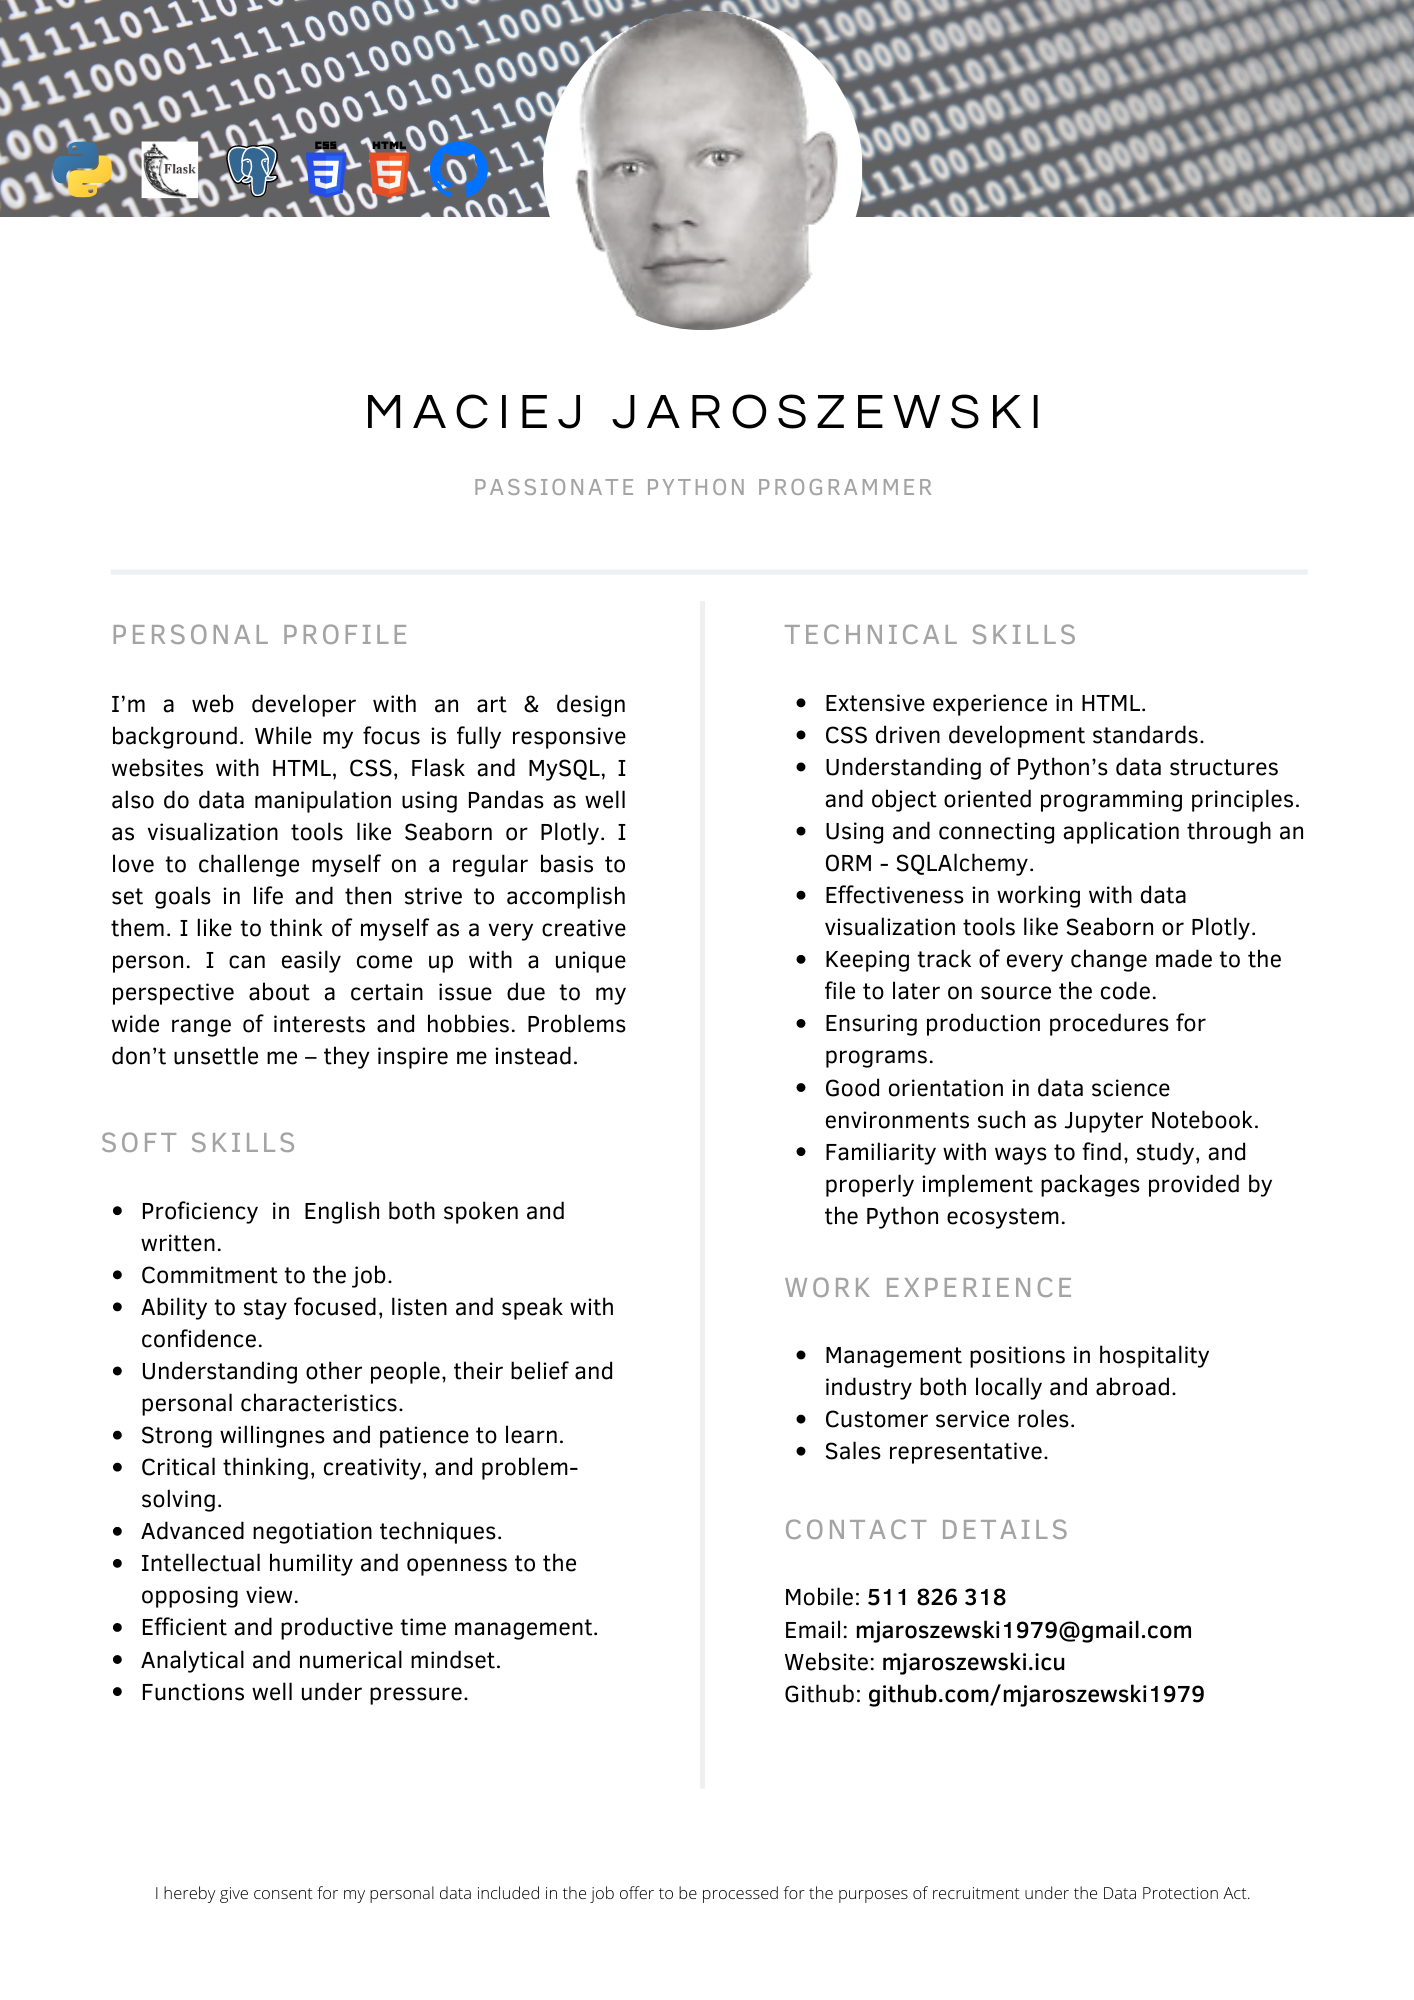 CSS
HTML
Flask
MACIEJ JAROSZEWSKI
PASSIONATE PYTHON PROGRAMMER
PERSONAL PROFILE
I’m a web developer with an art & design
background. While my focus is fully responsive
websites with HTML, CSS, Flask and MySQL, I
also do data manipulation using Pandas as well
as visualization tools like Seaborn or Plotly. I
love to challenge myself on a regular basis to
set goals in life and then strive to accomplish
them. I like to think of myself as a very creative
person. I can easily come up with a unique
perspective about a certain issue due to my
wide range of interests and hobbies. Problems
don’t unsettle me – they inspire me instead.
SOFT SKILLS
• Proficiency in English both spoken and
written.
• Commitment to the job.
• Ability to stay focused, listen and speak with
confidence.
• Understanding other people, their belief and
personal characteristics.
• Strong willingnes and patience to learn.
• Critical thinking, creativity, and problem-
solving.
• Advanced negotiation techniques.
• Intellectual humility and openness to the
opposing view.
• Efficient and productive time management.
• Analytical and numerical mindset.
• Functions well under pressure.
TECHNICAL SKILLS
• Extensive experience in HTML.
• CSS driven development standards.
• Understanding of Python’s data structures
and object oriented programming principles.
• Using and connecting application through an
ORM - SQLAlchemy.
• Effectiveness in working with data
visualization tools like Seaborn or Plotly.
• Keeping track of every change made to the
file to later on source the code.
• Ensuring production procedures for
programs.
• Good orientation in data science
environments such as Jupyter Notebook.
• Familiarity with ways to find, study, and
properly implement packages provided by
the Python ecosystem.
WORK EXPERIENCE
• Management positions in hospitality
industry both locally and abroad.
• Customer service roles.
• Sales representative.
CONTACT DETAILS
Mobile: 511 826 318
Email: mjaroszewski1979@gmail.com
Website: mjaroszewski.icu
Github: github.com/mjaroszewski1979
I hereby give consent for my personal data included in the job offer to be processed for the purposes of recruitment under the Data Protection Act.